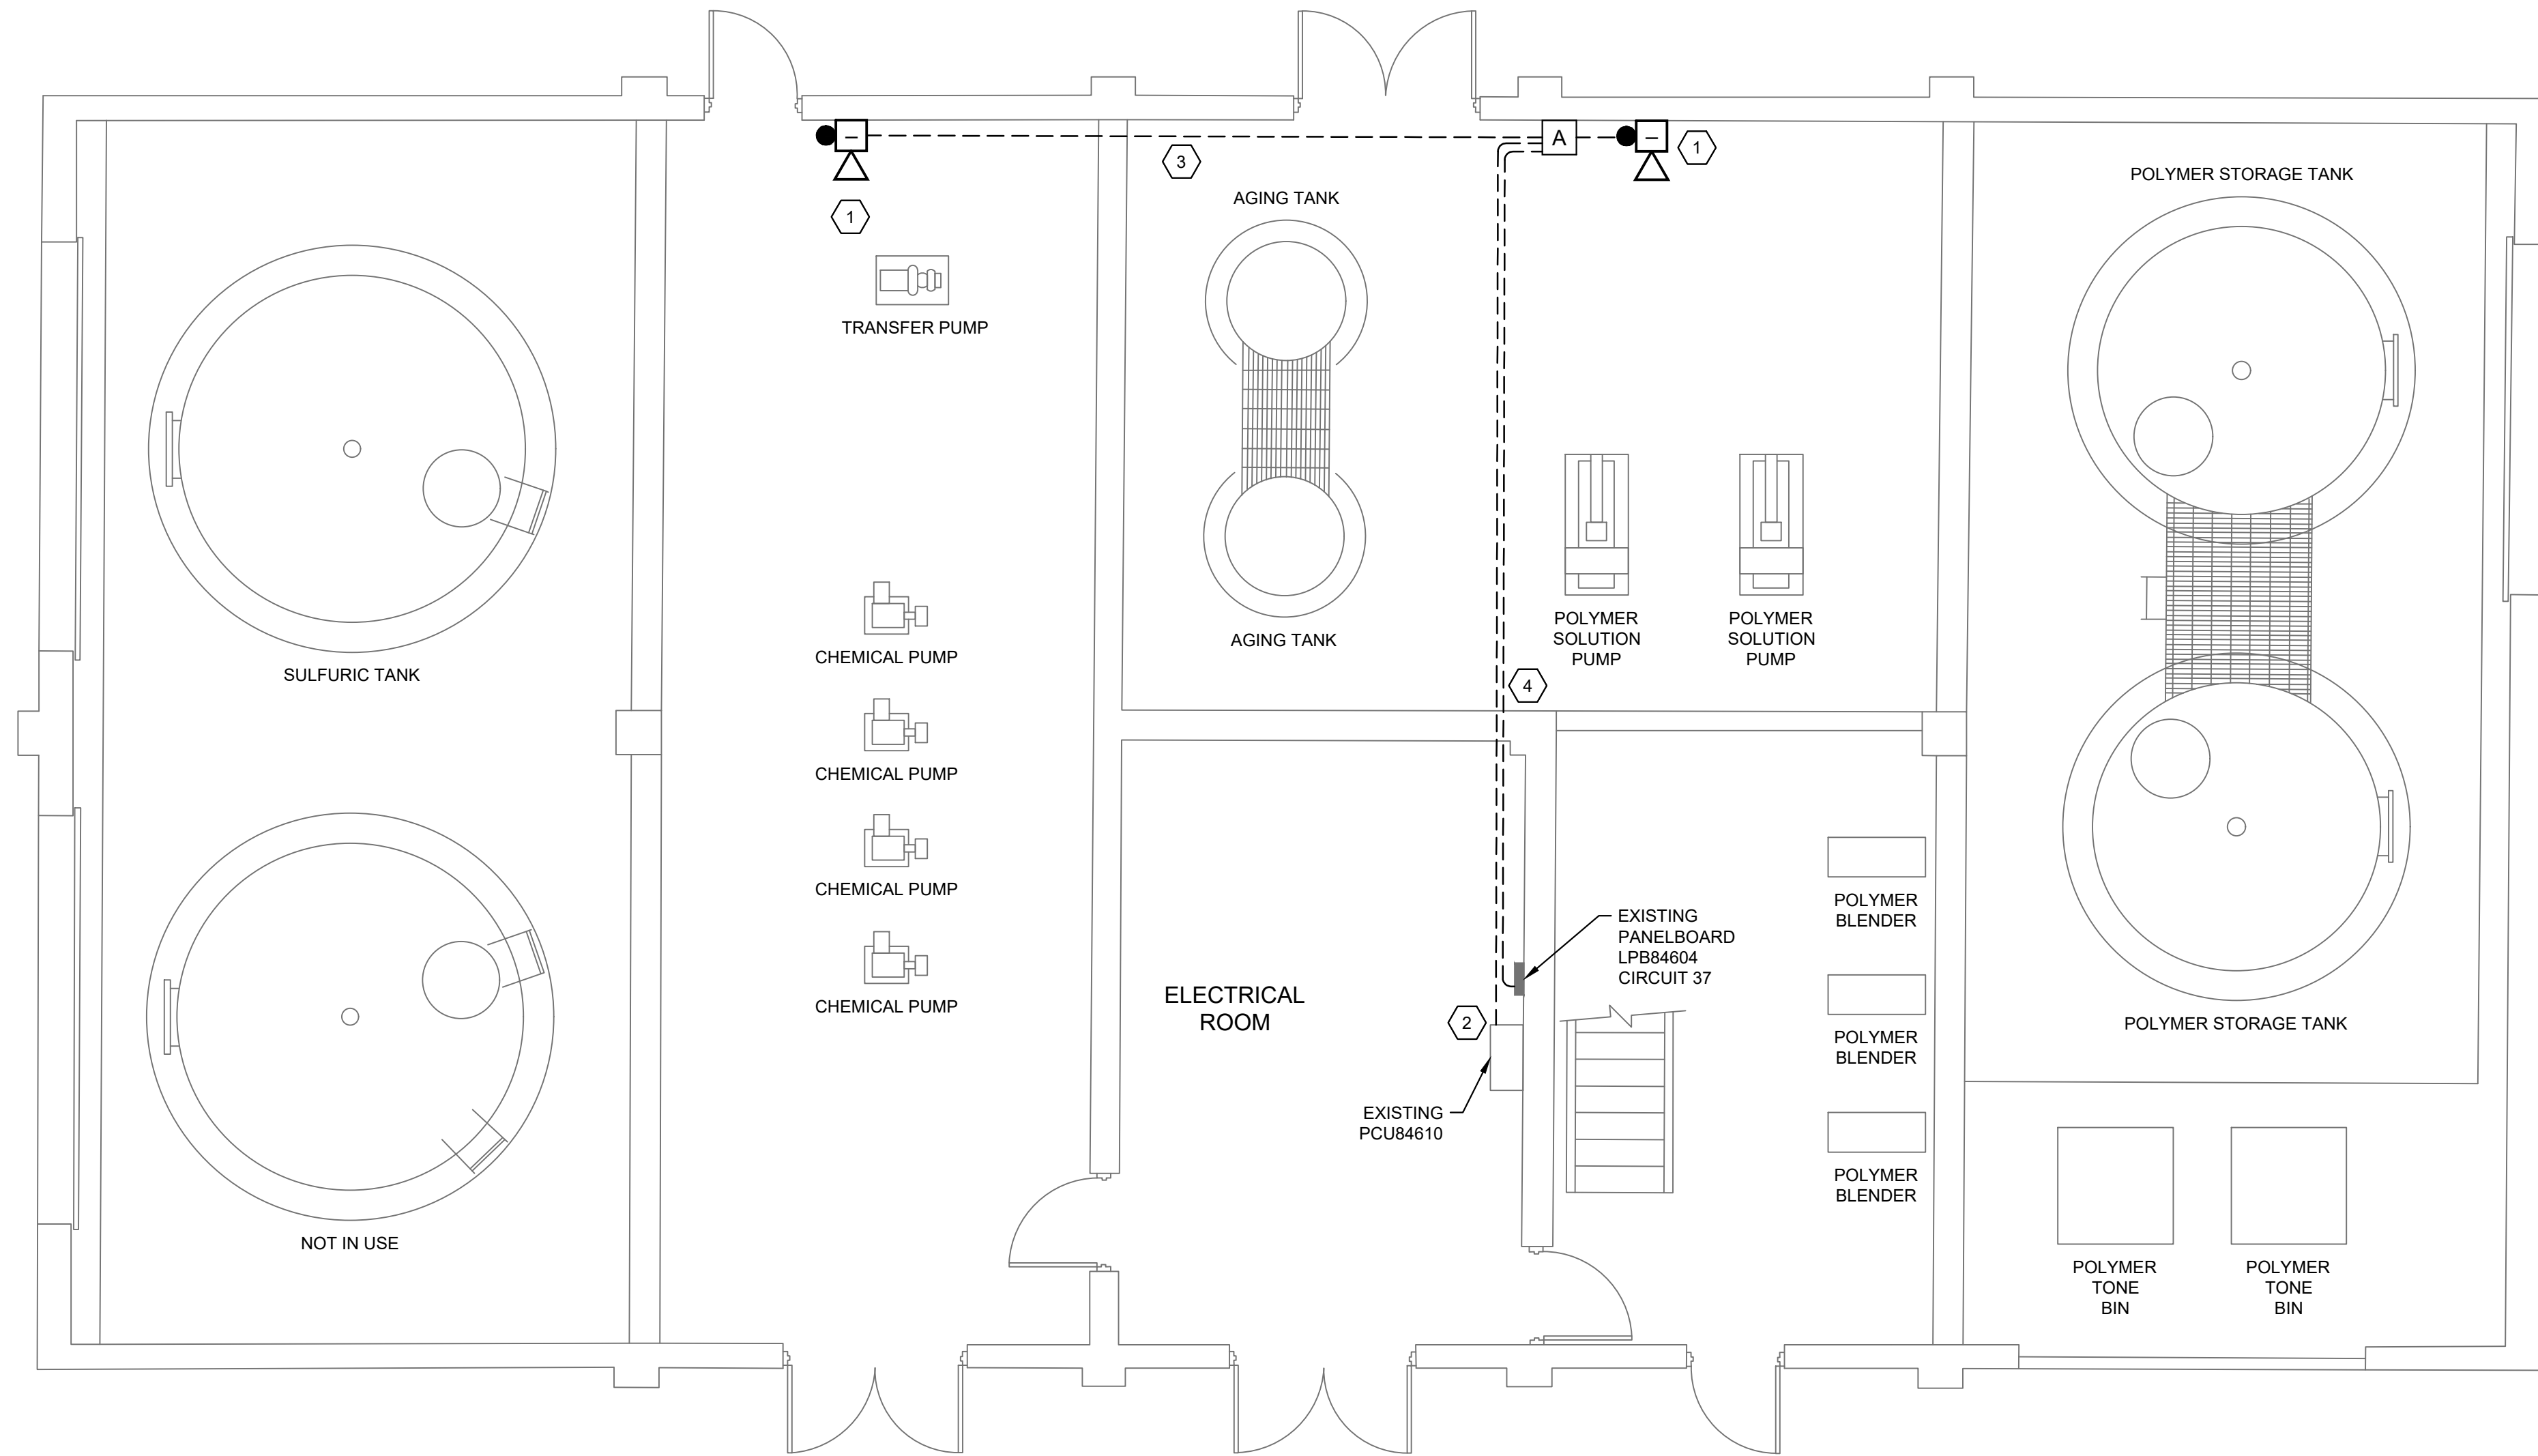 A
–
–
1
1
3
POLYMER STORAGE TANK
AGING TANK
TRANSFER PUMP
AGING TANK
POLYMER
SOLUTION
PUMP
POLYMER
SOLUTION
PUMP
CHEMICAL PUMP
SULFURIC TANK
4
CHEMICAL PUMP
CHEMICAL PUMP
CHEMICAL PUMP
POLYMER
BLENDER
EXISTING
PANELBOARD
LPB84604
CIRCUIT 37
ELECTRICAL
ROOM
2
POLYMER STORAGE TANK
POLYMER
BLENDER
EXISTING
PCU84610
POLYMER
BLENDER
NOT IN USE
POLYMER
TONE
BIN
POLYMER
TONE
BIN